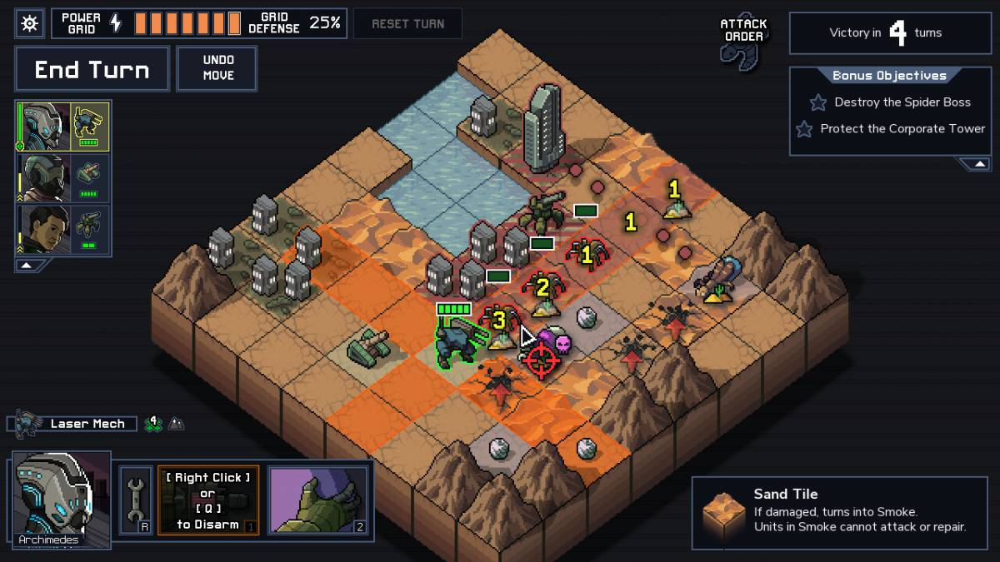 POWER
GRID
GRID
DEFENSE
25%
RESET TURN
End Turn
UNDO
MOVE
ATTACK
ORDER
Victory in 4 turns
Bonus Objectives
Destroy the Spider Boss
Protect the Corporate Tower
1
1
1
2
3
Laser Mech
4
[ Right Click ]
or
[ Q ]
to Disarm
1
R
2
Archimedes
Sand Tile
If damaged, turns into Smoke.
Units in Smoke cannot attack or repair.